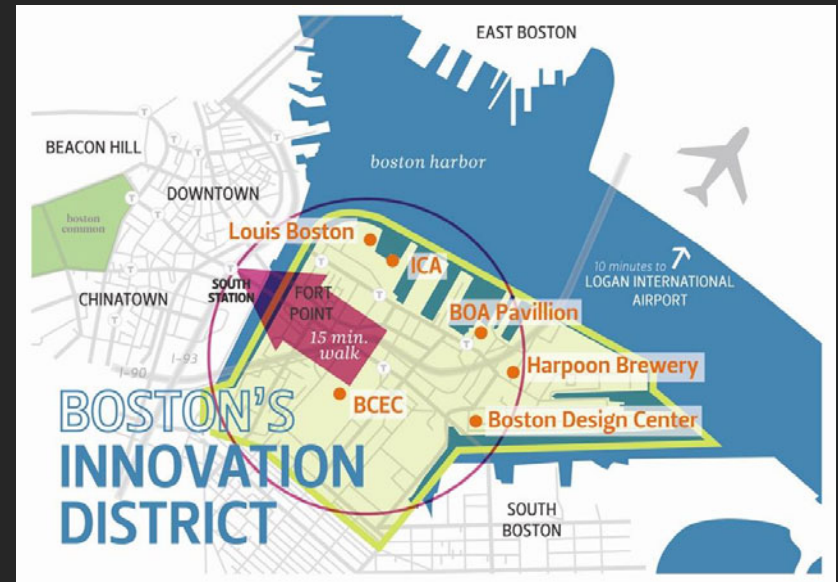 EAST BOSTON
BEACON HILL
boston harbor
DOWNTOWN
boston
common
Louis Boston
ICA
10 minutes to
LOGAN INTERNATIONAL
AIRPORT
SOUTH
STATION
CHINATOWN
FORT
POINT
BOA Pavillion
15 min.
walk
I-93
I-90
Harpoon Brewery
BCEC
Boston Design Center
BOSTON'S
INNOVATION
DISTRICT
SOUTH
BOSTON
T
T
T
T
T
T
T
T
T
T
T
T